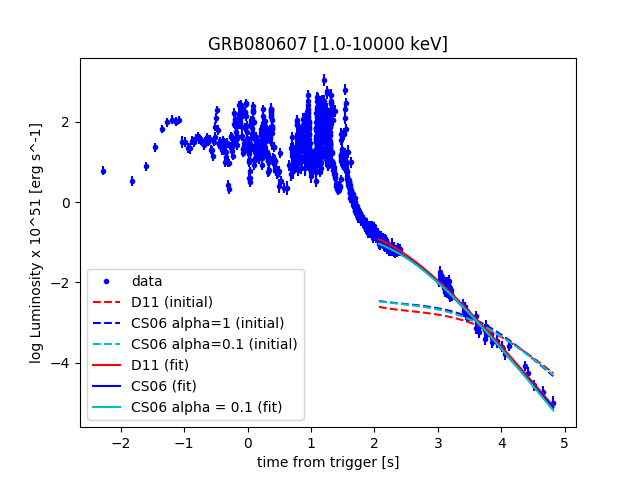 GRB080607 [1.0-10000 keV]
log Luminosity x 10^51 [erg s^-1]
2
0
−2
−4
data
D11 (initial)
CS06 alpha=1 (initial)
CS06 alpha=0.1 (initial)
D11 (fit)
CS06 (fit)
CS06 alpha = 0.1 (fit)
−2 −1 0 1 2 3 4 5
time from trigger [s]